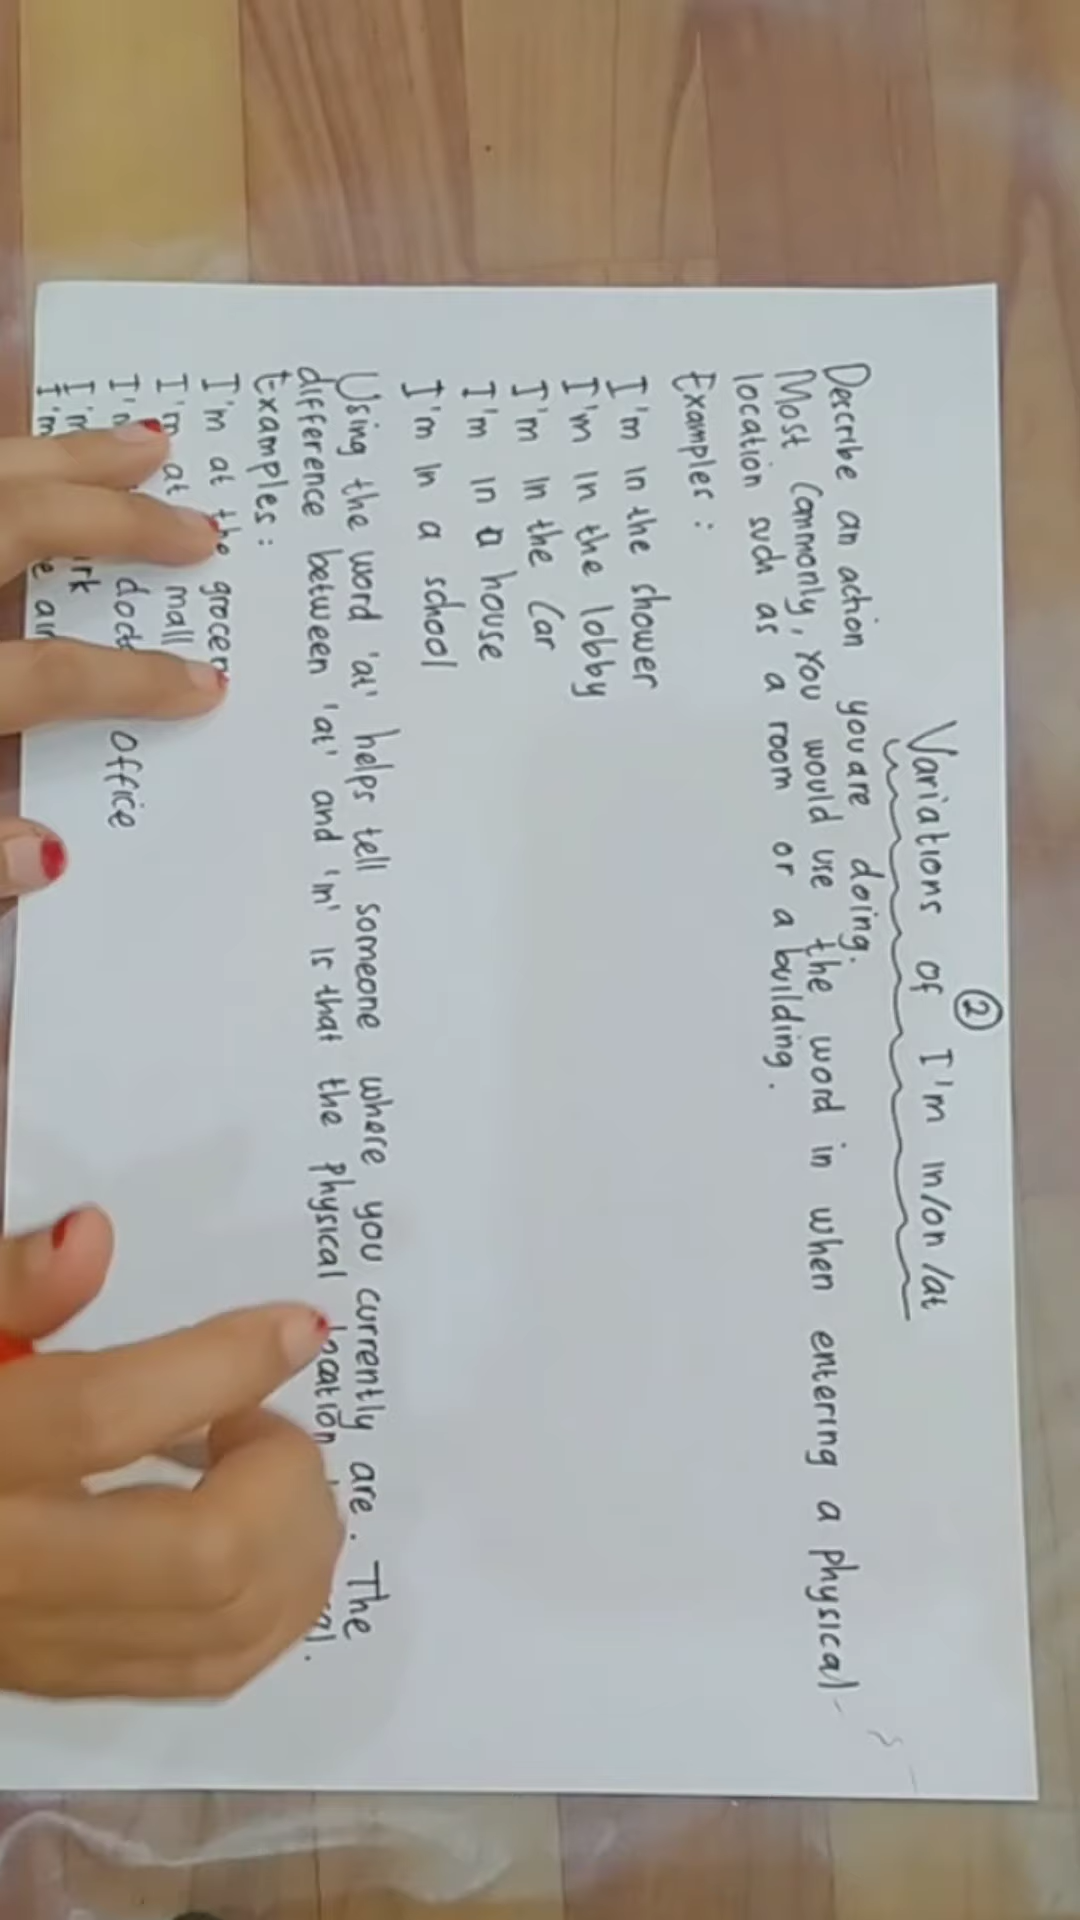 ②
Variations of I'm in/on/at
Describe an action you are doing.
Most Commonly, You would use the word in when entering a physical
location such as a room or a building.
Examples:
I'm in the shower
I'm in the lobby
I'm in the Car
I'm in a house
I'm in a school
Using the word 'at' helps tell someone where you currently are. The
difference between 'at' and 'in' is that the physical location
Examples:
I'm at the
I'm at mall
office
I'm